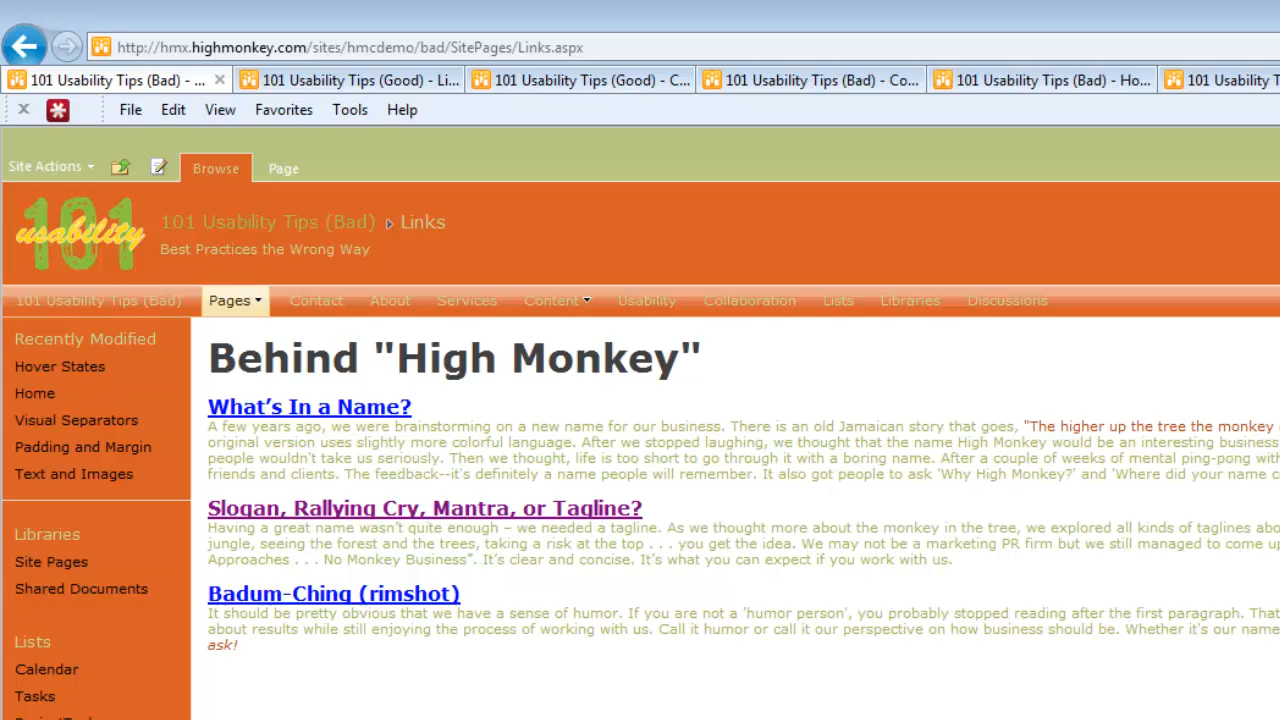 http://hmx.highmonkey.com/sites/hmcdemo/bad/SitePages/Links.aspx
101 Usability Tips (Bad) - ... 101 Usability Tips (Good) - Li... 101 Usability Tips (Good) - C... 101 Usability Tips (Bad) - Co... 101 Usability Tips (Bad) - Ho... 101 Usability T
File Edit View Favorites Tools Help
Site Actions Browse Page
101 usability
101 Usability Tips (Bad) Links
Best Practices the Wrong Way
101 Usability Tips (Bad) Pages Contact About Services Content Usability Collaboration Lists Libraries Discussions
Recently Modified
Hover States
Home
Visual Separators
Padding and Margin
Text and Images
Libraries
Site Pages
Shared Documents
Lists
Calendar
Tasks
Behind "High Monkey"
What's In a Name?
A few years ago, we were brainstorming on a new name for our business. There is an old Jamaican story that goes, "The higher up the tree the monkey
original version uses slightly more colorful language. After we stopped laughing, we thought that the name High Monkey would be an interesting business
people wouldn't take us seriously. Then we thought, life is too short to go through it with a boring name. After a couple of weeks of mental ping-pong with
friends and clients. The feedback--it's definitely a name people will remember. It also got people to ask 'Why High Monkey?' and 'Where did your name c
Slogan, Rallying Cry, Mantra, or Tagline?
Having a great name wasn't quite enough – we needed a tagline. As we thought more about the monkey in the tree, we explored all kinds of taglines abo
jungle, seeing the forest and the trees, taking a risk at the top . . . you get the idea. We may not be a marketing PR firm but we still managed to come up
Approaches . . . No Monkey Business". It's clear and concise. It's what you can expect if you work with us.
Badum-Ching (rimshot)
It should be pretty obvious that we have a sense of humor. If you are not a 'humor person', you probably stopped reading after the first paragraph. That
about results while still enjoying the process of working with us. Call it humor or call it our perspective on how business should be. Whether it's our name
ask!